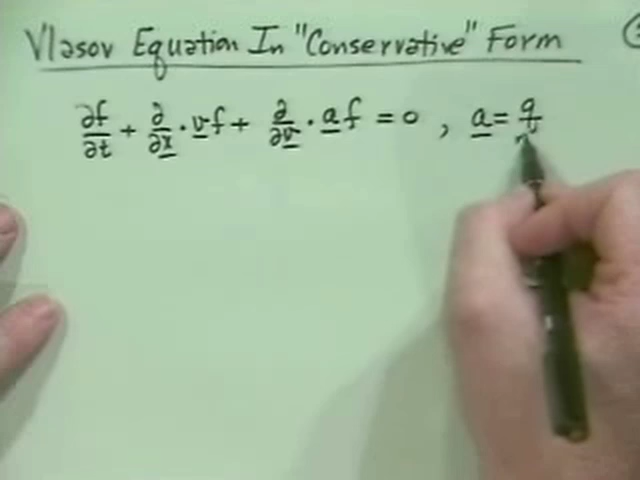 Vlasov Equation In "Conservative" Form
∂f/∂t + ∂/∂x · v f + ∂/∂v · a f = 0 , a = q/m